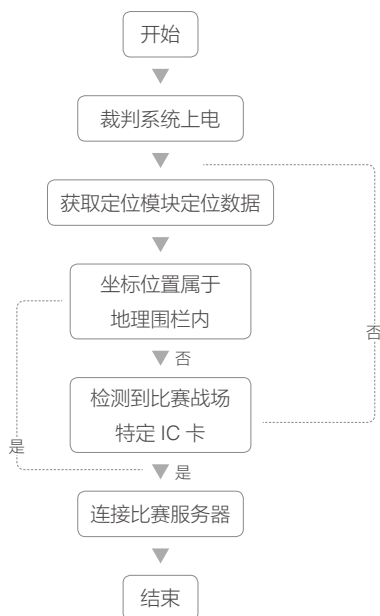 开始
裁判系统上电
获取定位模块定位数据
坐标位置属于
地理围栏内
否
否
检测到比赛战场
特定 IC 卡
是
是
连接比赛服务器
结束